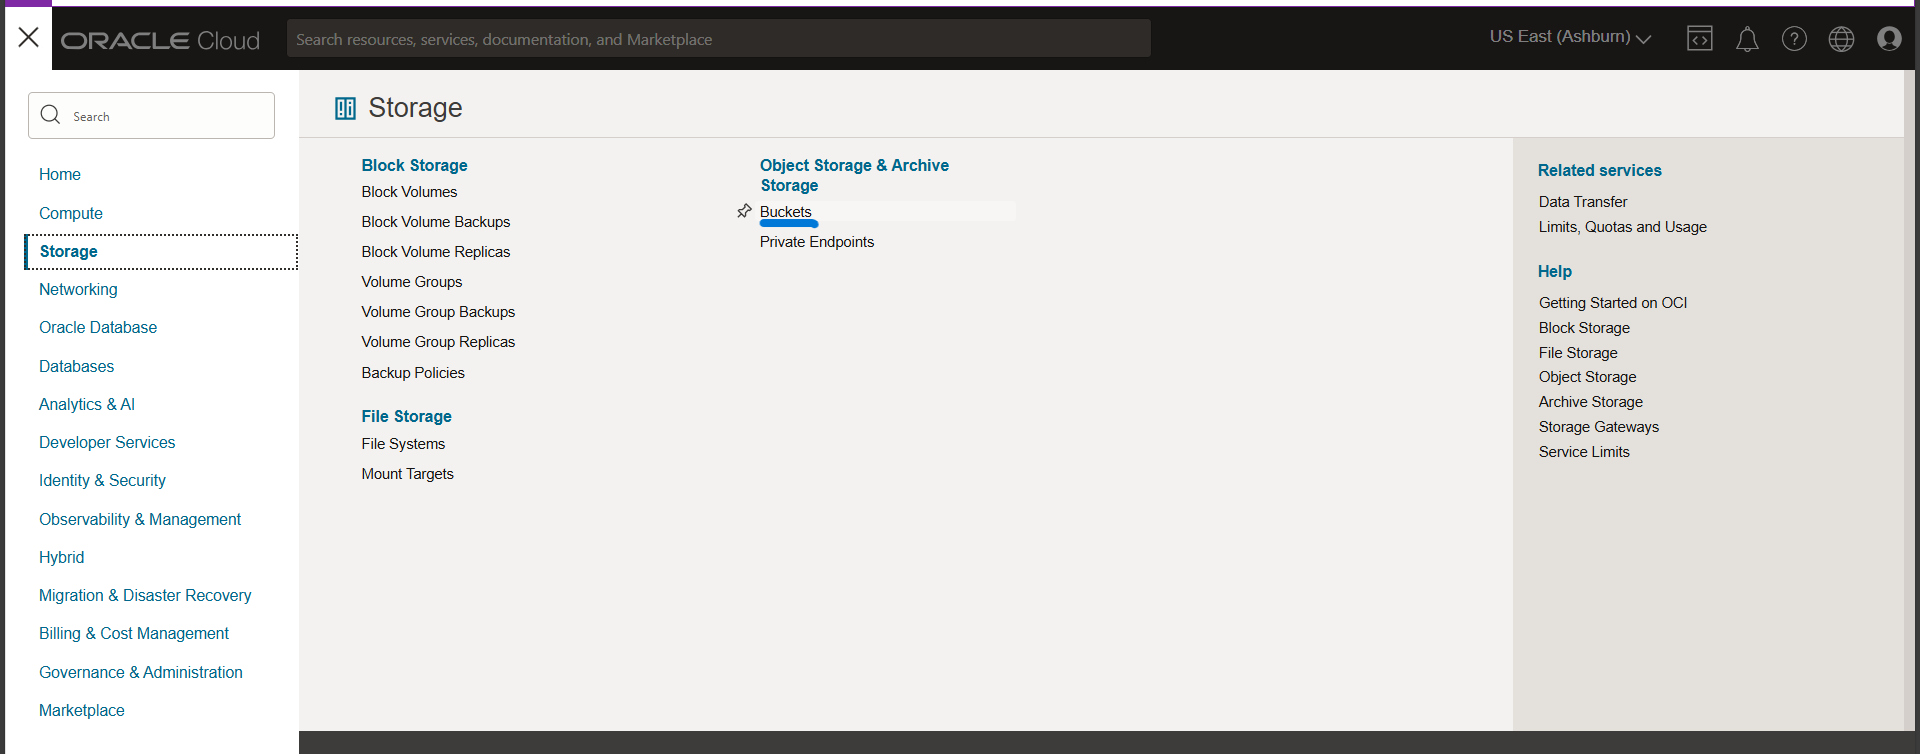 ORACLE Cloud
Search resources, services, documentation, and Marketplace
US East (Ashburn)
Search
Home
Compute
Storage
Networking
Oracle Database
Databases
Analytics & AI
Developer Services
Identity & Security
Observability & Management
Hybrid
Migration & Disaster Recovery
Billing & Cost Management
Governance & Administration
Marketplace
Storage
Block Storage
Block Volumes
Block Volume Backups
Block Volume Replicas
Volume Groups
Volume Group Backups
Volume Group Replicas
Backup Policies
File Storage
File Systems
Mount Targets
Object Storage & Archive
Storage
Buckets
Private Endpoints
Related services
Data Transfer
Limits, Quotas and Usage
Help
Getting Started on OCI
Block Storage
File Storage
Object Storage
Archive Storage
Storage Gateways
Service Limits